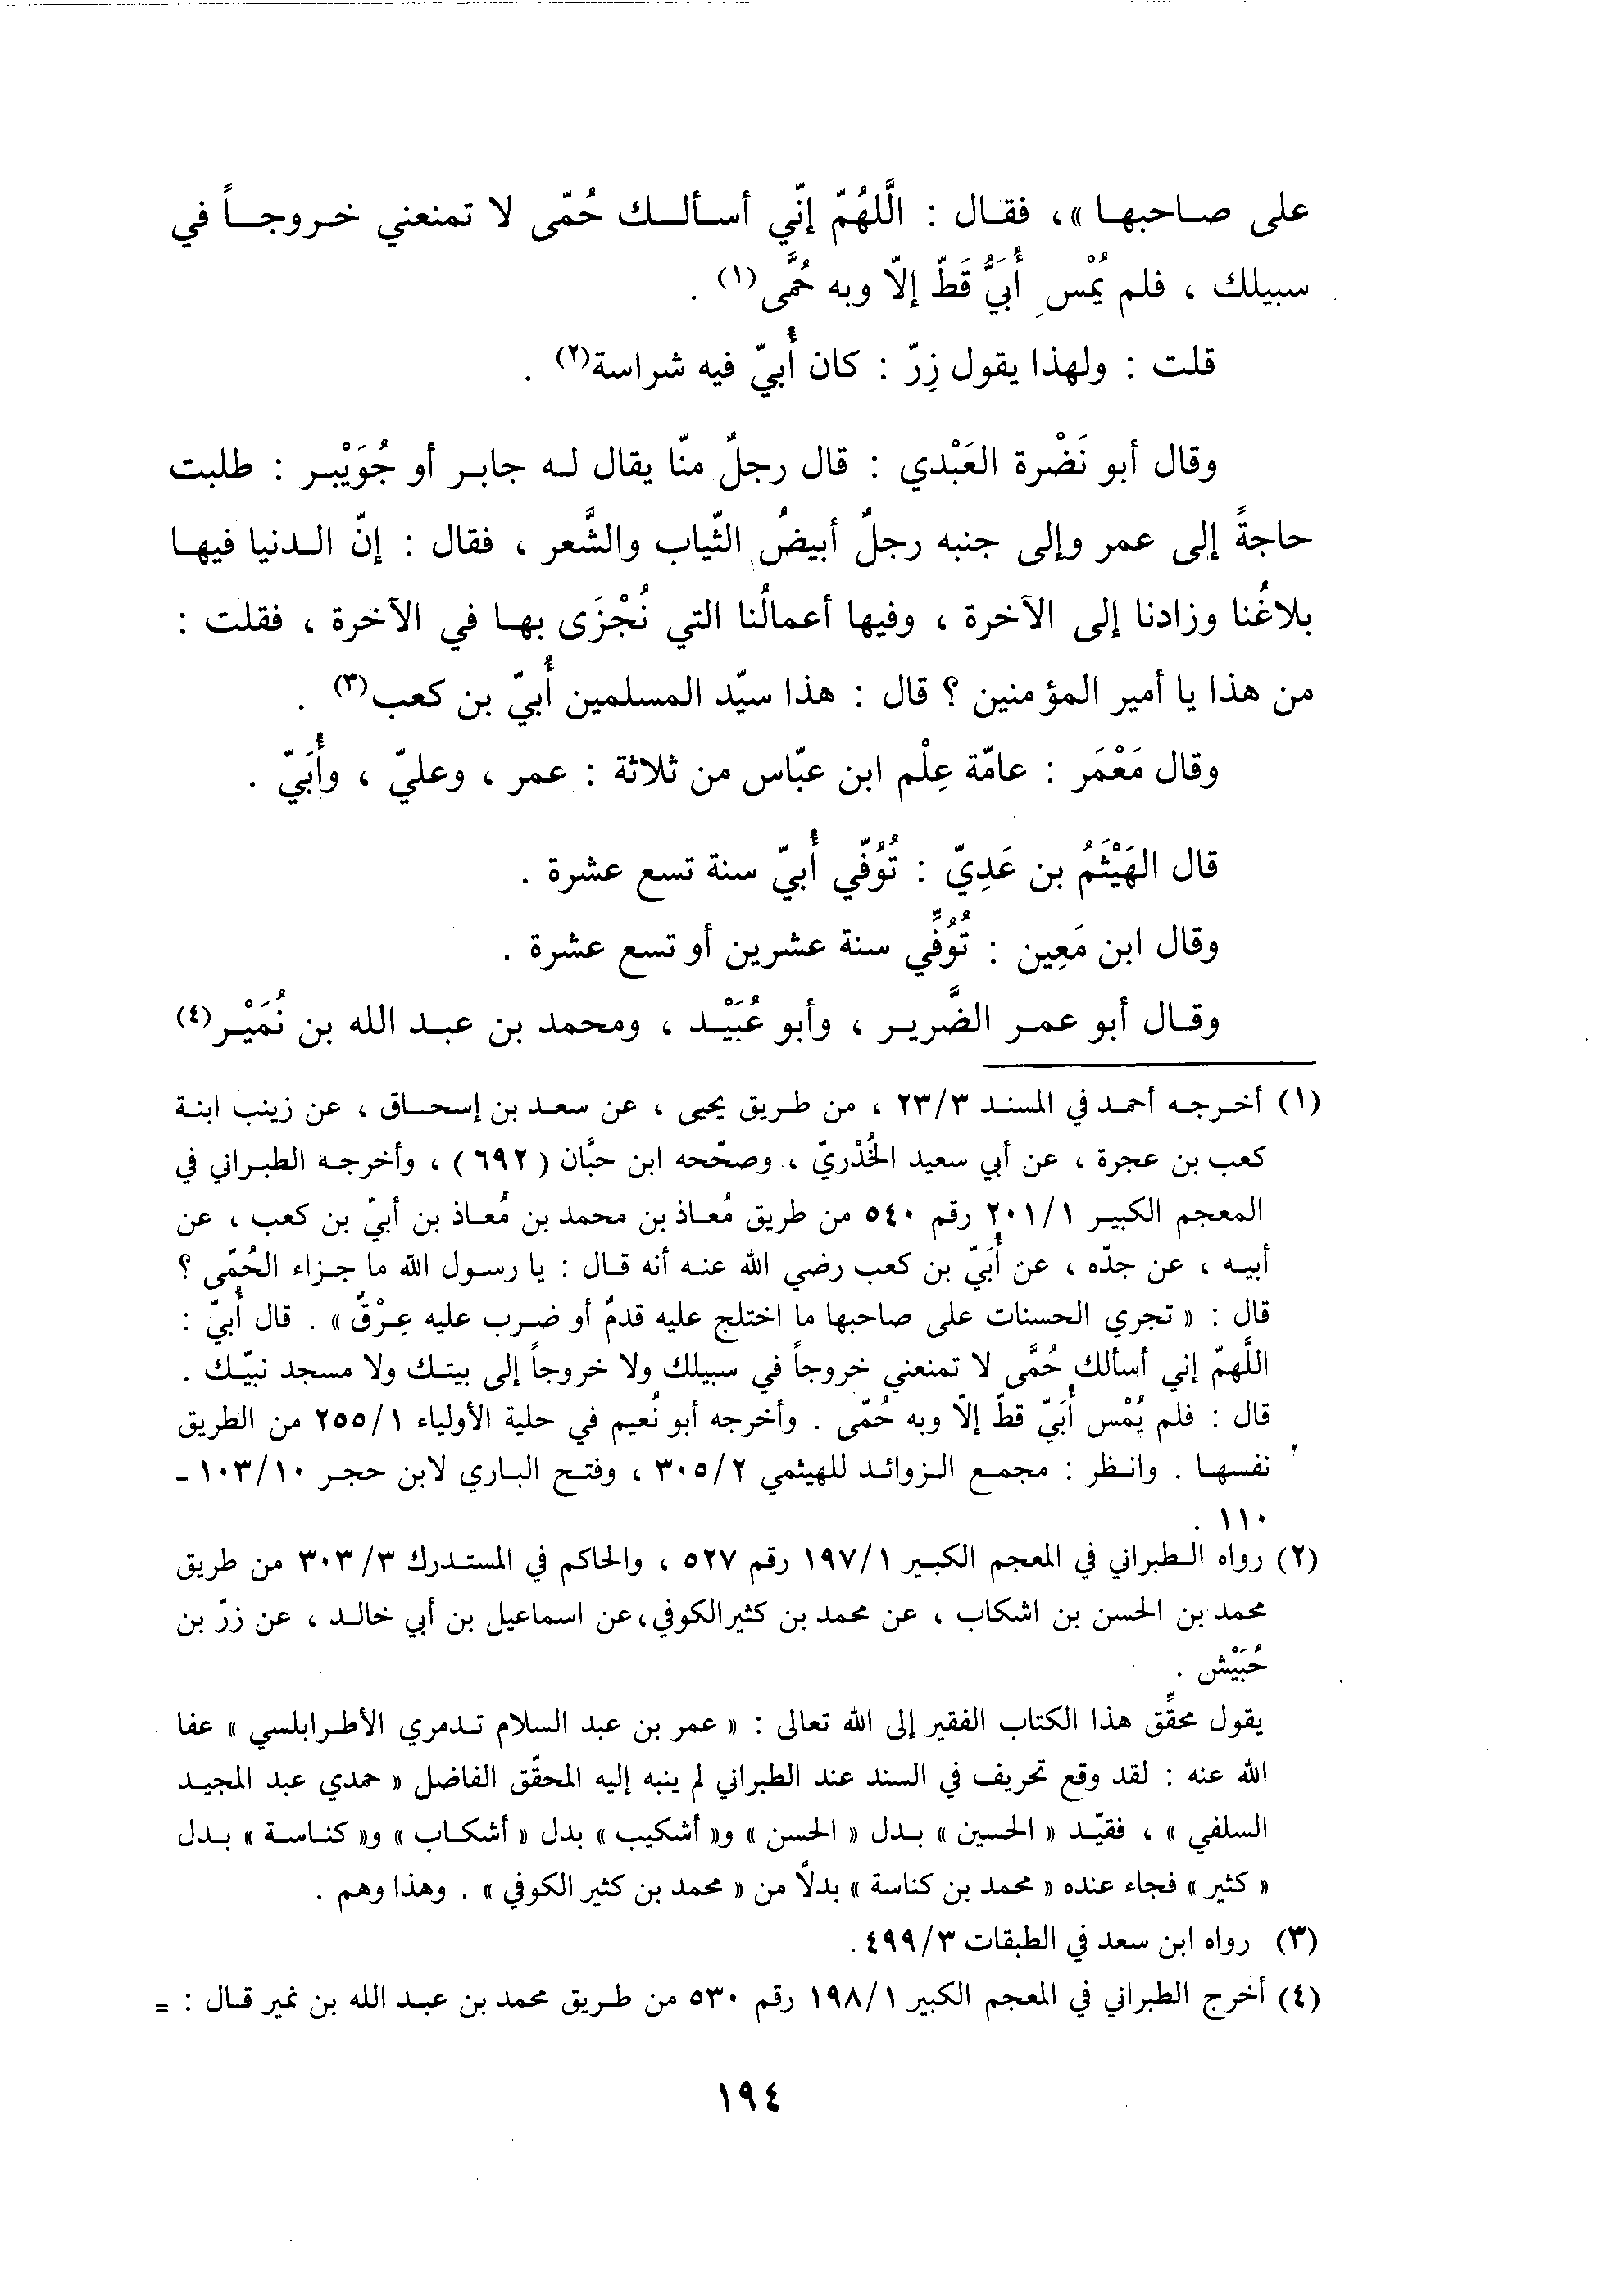 على صاحبها »، فقال : اللَّهُمّ إنّي أسألك حُمّى لا تمنعني خروجاً في
سبيلك ، فلم يُمْسِ أُبَيٌّ قَطّ إلّا وبه حُمَّى(١) .
قلت : ولهذا يقول زِرّ : كان أُبيّ فيه شراسة(٢) .
وقال أبو نَضْرة العَبْدي : قال رجلٌ منّا يقال له جابر أو جُوَيْبر : طلبت
حاجةً إلى عمر وإلى جنبه رجلٌ أبيضُ الثّياب والشَّعر ، فقال : إنّ الدنيا فيها
بلاغُنا وزادنا إلى الآخرة ، وفيها أعمالُنا التي نُجْزَى بها في الآخرة ، فقلت :
من هذا يا أمير المؤمنين ؟ قال : هذا سيّد المسلمين أُبيّ بن كعب(٣) .
وقال مَعْمَر : عامّة عِلْم ابن عبّاس من ثلاثة : عمر ، وعليّ ، وأُبَيّ .
قال الهَيْثَمُ بن عَدِيّ : تُوُفّي أُبيّ سنة تسع عشرة .
وقال ابن مَعِين : تُوُفِّي سنة عشرين أو تسع عشرة .
وقال أبو عمر الضَّرير ، وأبو عُبَيْد ، ومحمد بن عبد الله بن نُمَيْر(٤)
(١) أخرجه أحمد في المسند ٢٣/٣ ، من طريق يحيى ، عن سعد بن إسحاق ، عن زينب ابنة
كعب بن عجرة ، عن أبي سعيد الخُدْريّ ، وصحّحه ابن حبَّان ( ٦٩٢ ) ، وأخرجه الطبراني في
المعجم الكبير ٢٠١/١ رقم ٥٤٠ من طريق مُعاذ بن محمد بن مُعاذ بن أبيّ بن كعب ، عن
أبيه ، عن جدّه ، عن أُبَيّ بن كعب رضي الله عنه أنه قال : يا رسول الله ما جزاء الحُمّى ؟
قال : « تجري الحسنات على صاحبها ما اختلج عليه قدمٌ أو ضرب عليه عِرْقٌ » . قال أُبيّ :
اللَّهمّ إني أسألك حُمَّى لا تمنعني خروجاً في سبيلك ولا خروجاً إلى بيتك ولا مسجد نبيّك .
قال : فلم يُمْس أُبَيّ قطّ إلّا وبه حُمّى . وأخرجه أبو نُعيم في حلية الأولياء ٢٥٥/١ من الطريق
نفسها . وانظر : مجمع الزوائد للهيثمي ٣٠٥/٢ ، وفتح الباري لابن حجر ١٠٣/١٠ -
١١٠ .
(٢) رواه الطبراني في المعجم الكبير ١٩٧/١ رقم ٥٢٧ ، والحاكم في المستدرك ٣٠٣/٣ من طريق
محمد بن الحسن بن اشكاب ، عن محمد بن كثير الكوفي، عن اسماعيل بن أبي خالد ، عن زرّ بن
حُبَيْش .
يقول محقِّق هذا الكتاب الفقير إلى الله تعالى : « عمر بن عبد السلام تدمري الأطرابلسي » عفا
الله عنه : لقد وقع تحريف في السند عند الطبراني لم ينبه إليه المحقّق الفاضل « حمدي عبد المجيد
السلفي » ، فقيّد « الحسين » بدل « الحسن » و« أشكيب » بدل « أشكاب » و« كناسة » بدل
« كثير » فجاء عنده « محمد بن كناسة » بدلاً من « محمد بن كثير الكوفي » . وهذا وهم .
(٣) رواه ابن سعد في الطبقات ٤٩٩/٣ .
(٤) أخرج الطبراني في المعجم الكبير ١٩٨/١ رقم ٥٣٠ من طريق محمد بن عبد الله بن نمير قال : =
١٩٤